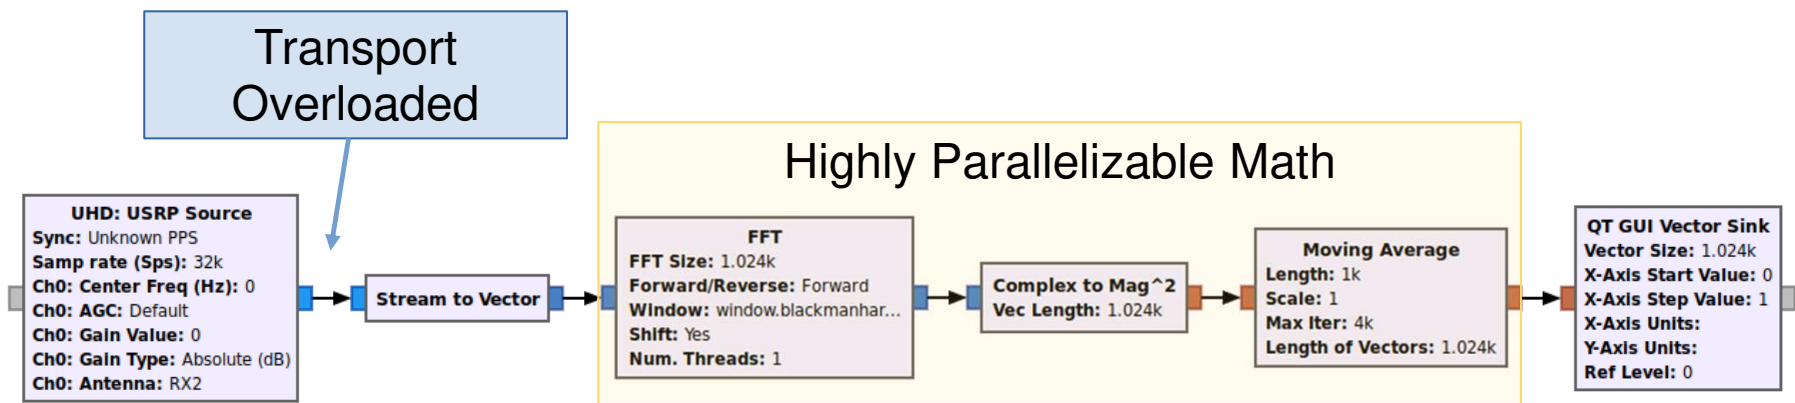 Transport
Overloaded
Highly Parallelizable Math
UHD: USRP Source
Sync: Unknown PPS
Samp rate (Sps): 32k
Ch0: Center Freq (Hz): 0
Ch0: AGC: Default
Ch0: Gain Value: 0
Ch0: Gain Type: Absolute (dB)
Ch0: Antenna: RX2
Stream to Vector
FFT
FFT Size: 1.024k
Forward/Reverse: Forward
Window: window.blackmanhar...
Shift: Yes
Num. Threads: 1
Complex to Mag^2
Vec Length: 1.024k
Moving Average
Length: 1k
Scale: 1
Max Iter: 4k
Length of Vectors: 1.024k
QT GUI Vector Sink
Vector Size: 1.024k
X-Axis Start Value: 0
X-Axis Step Value: 1
X-Axis Units:
Y-Axis Units:
Ref Level: 0